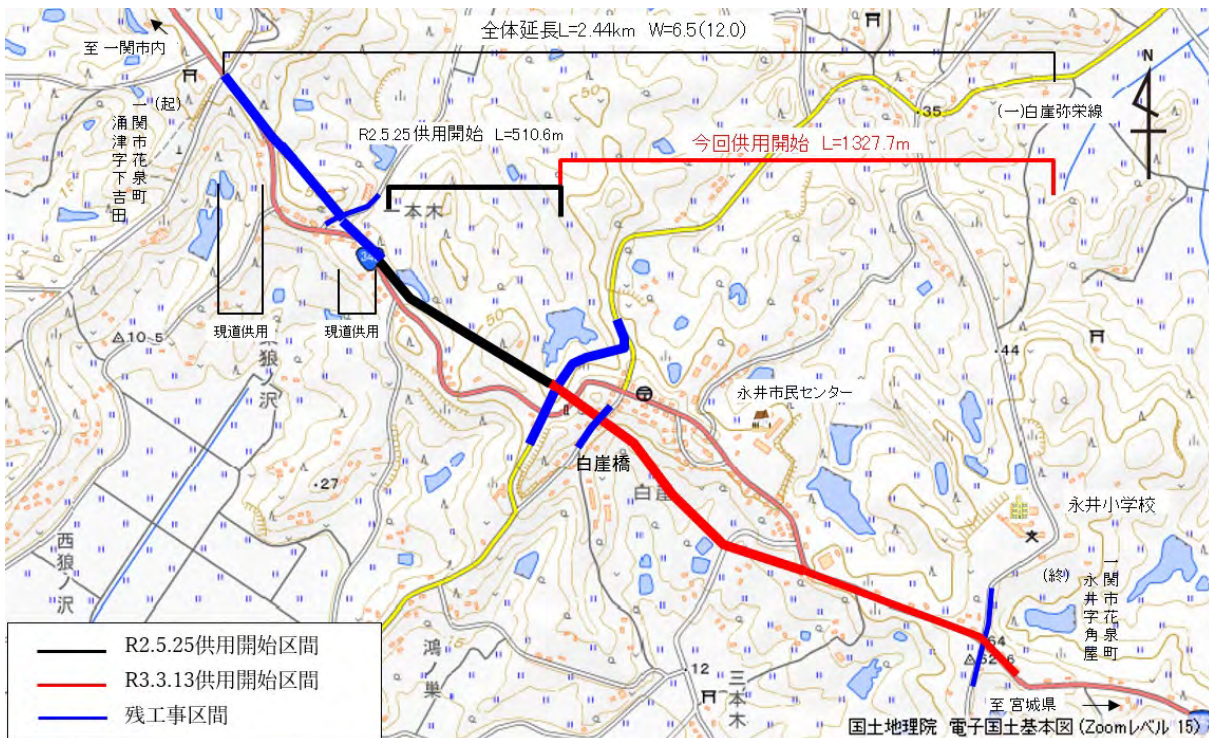 全体延長L=2.44km W=6.5(12.0)
至 一関市内
N
(起)
一関市花泉町
涌津字下吉田
R2.5.25供用開始 L=510.6m
今回供用開始 L=1327.7m
35
(一)白崖弥栄線
50
15
一本木
現道供用
現道供用
50
44
狼ノ沢
永井市民センター
白崖橋
白崖
27
永井小学校
西狼ノ沢
(終)
一関市花泉町
永井字角屋
鴻ノ巣
12
三本木
至 宮城県
R2.5.25供用開始区間
R3.3.13供用開始区間
残工事区間
国土地理院 電子国土基本図 (Zoomレベル 15)